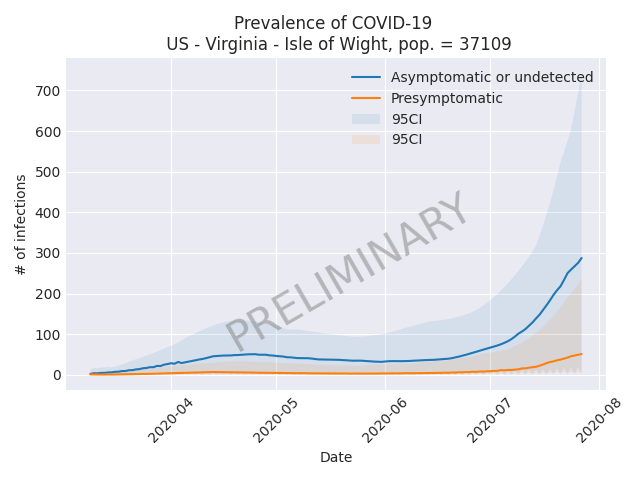 Prevalence of COVID-19
US - Virginia - Isle of Wight, pop. = 37109
Asymptomatic or undetected
Presymptomatic
95CI
95CI
700
600
500
400
300
200
100
0
# of infections
PRELIMINARY
2020-04
2020-05
2020-06
2020-07
2020-08
Date